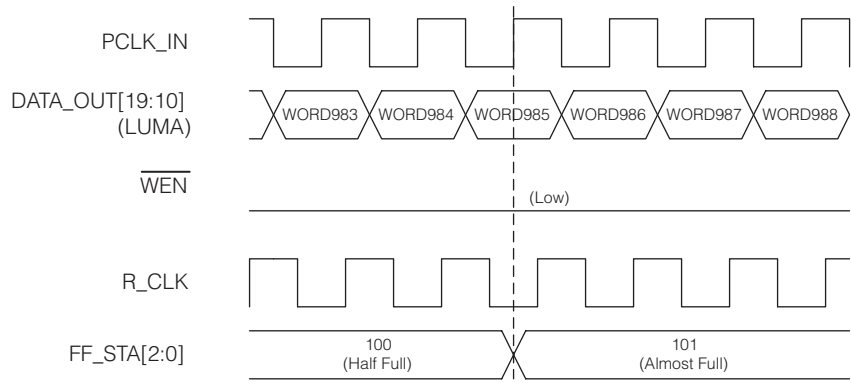 PCLK_IN
DATA_OUT[19:10]
(LUMA)
WORD983 WORD984 WORD985 WORD986 WORD987 WORD988
WEN
(Low)
R_CLK
FF_STA[2:0]
100
(Half Full)
101
(Almost Full)